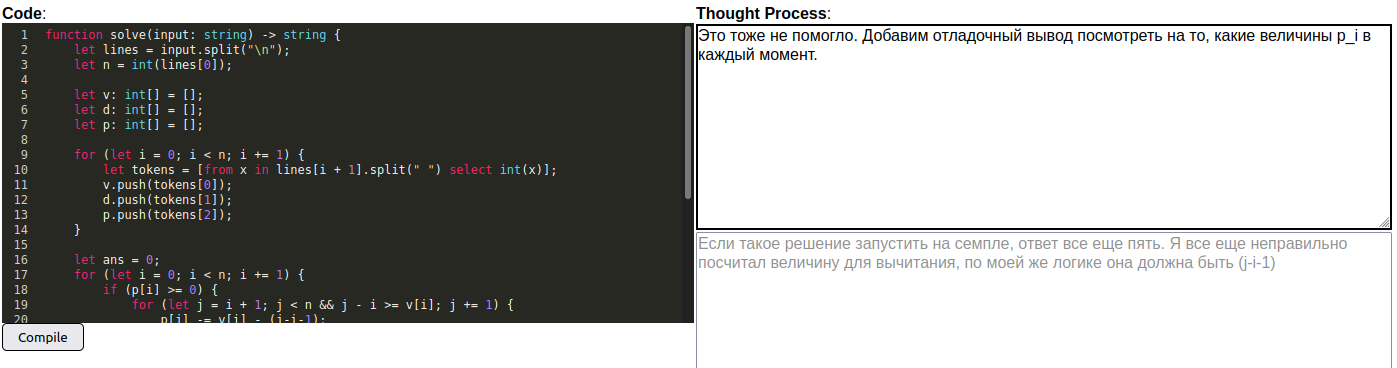 Code:
1 function solve(input: string) -> string {
2 let lines = input.split("\n");
3 let n = int(lines[0]);
4
5 let v: int[] = [];
6 let d: int[] = [];
7 let p: int[] = [];
8
9 for (let i = 0; i < n; i += 1) {
10 let tokens = [from x in lines[i + 1].split(" ") select int(x)];
11 v.push(tokens[0]);
12 d.push(tokens[1]);
13 p.push(tokens[2]);
14 }
15
16 let ans = 0;
17 for (let i = 0; i < n; i += 1) {
18 if (p[i] >= 0) {
19 for (let j = i + 1; j < n && j - i >= v[i]; j += 1) {
20 p[j] -= v[i] - (j-i-1);
Compile
Thought Process:
Это тоже не помогло. Добавим отладочный вывод посмотреть на то, какие величины p_i в
каждый момент.
Если такое решение запустить на семпле, ответ все еще пять. Я все еще неправильно
посчитал величину для вычитания, по моей же логике она должна быть (j-i-1)